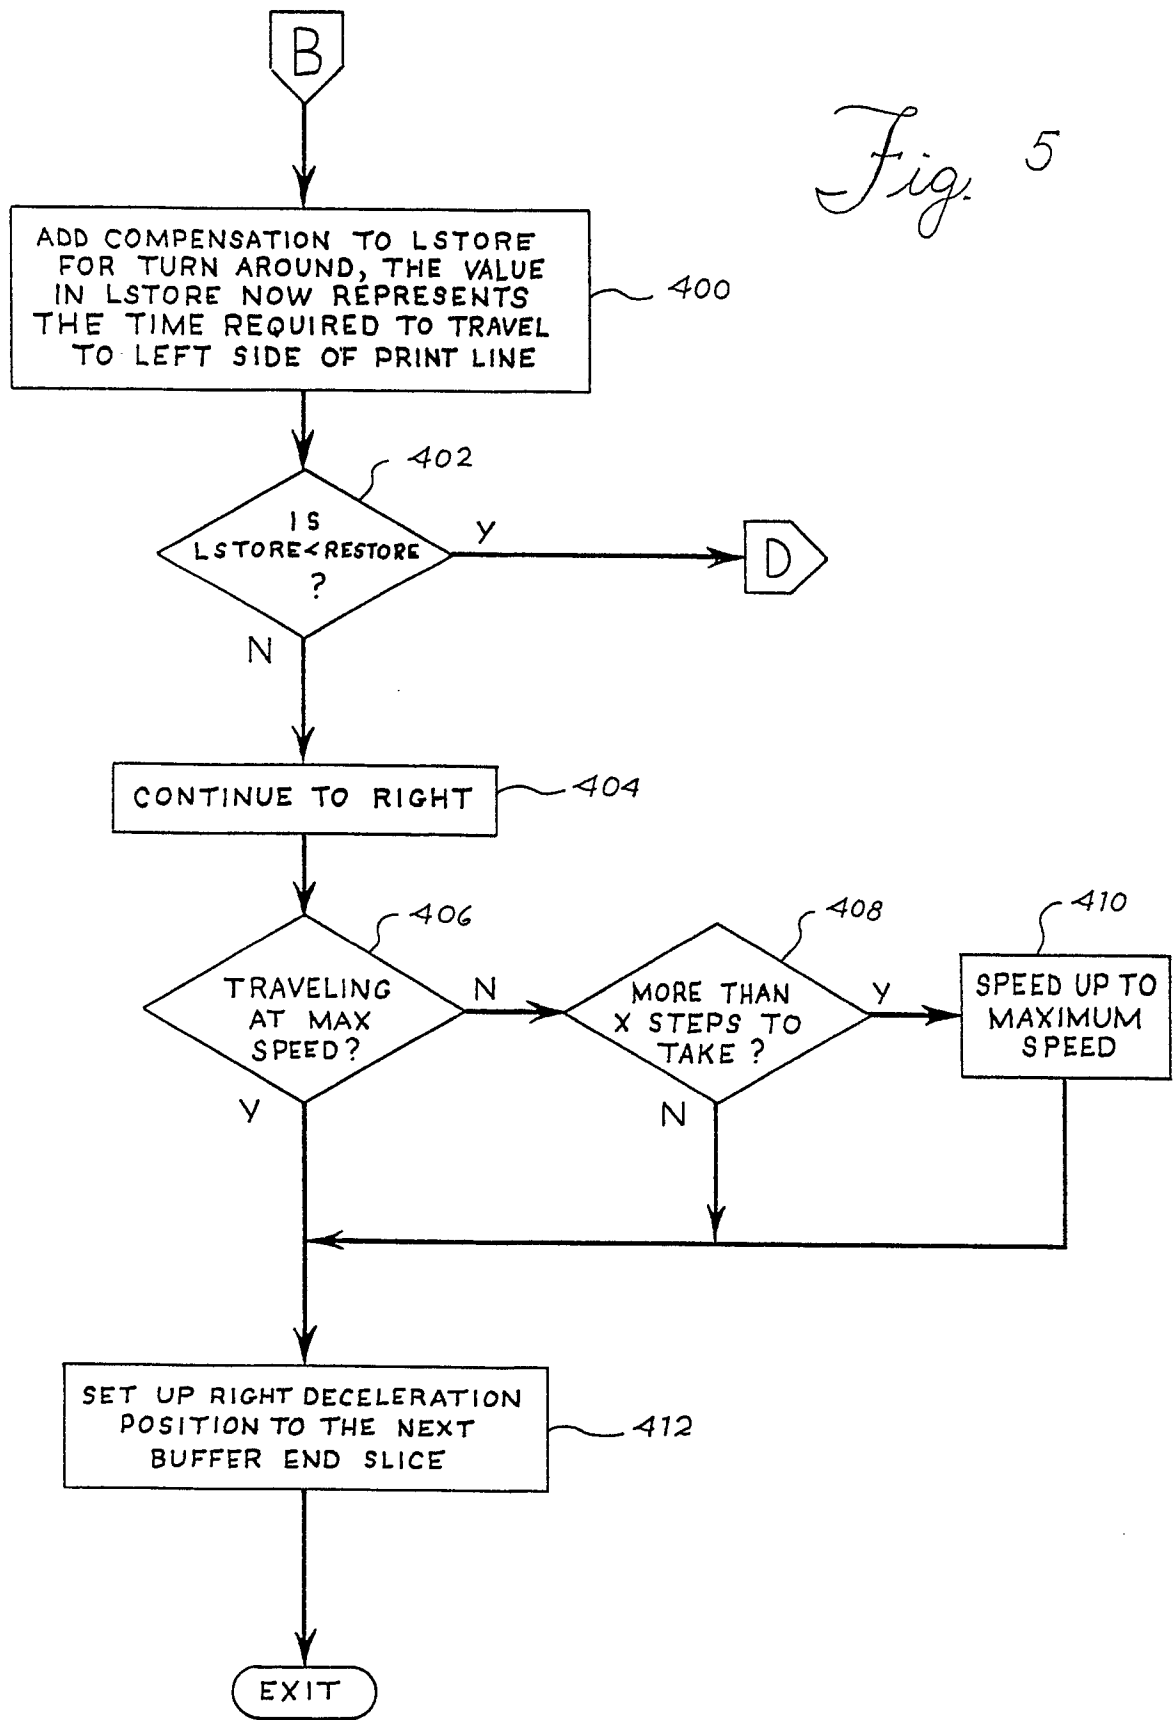 B
Fig. 5
ADD COMPENSATION TO LSTORE
FOR TURN AROUND, THE VALUE
IN LSTORE NOW REPRESENTS
THE TIME REQUIRED TO TRAVEL
TO LEFT SIDE OF PRINT LINE
400
402
IS
LSTORE<RESTORE
?
Y
D
N
CONTINUE TO RIGHT
404
406
TRAVELING
AT MAX
SPEED?
N
Y
408
MORE THAN
X STEPS TO
TAKE?
Y
N
410
SPEED UP TO
MAXIMUM
SPEED
SET UP RIGHT DECELERATION
POSITION TO THE NEXT
BUFFER END SLICE
412
EXIT